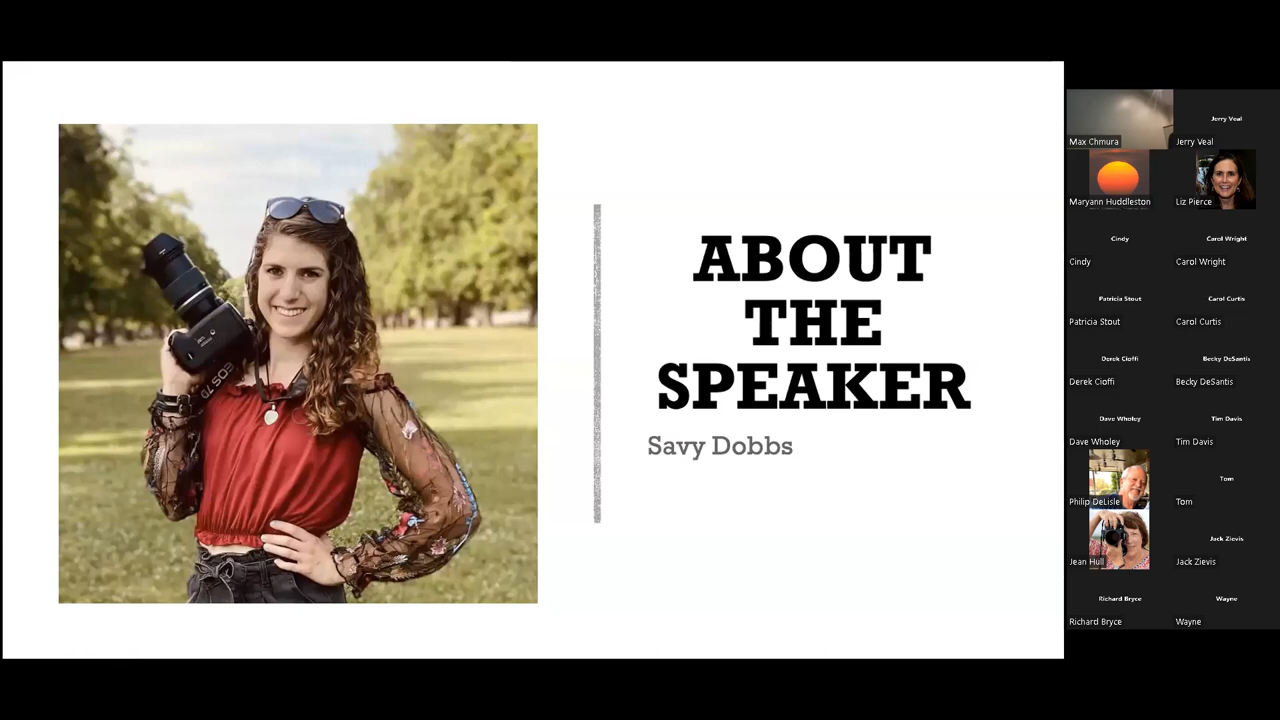 ABOUT
THE
SPEAKER
Savy Dobbs
EOS 7D
Max Chmura
Jerry Veal
Jerry Veal
Maryann Huddleston
Liz Pierce
Cindy
Carol Wright
Cindy
Carol Wright
Patricia Stout
Carol Curtis
Patricia Stout
Carol Curtis
Derek Cioffi
Becky DeSantis
Derek Cioffi
Becky DeSantis
Dave Wholey
Tim Davis
Dave Wholey
Tim Davis
Tom
Philip DeLisle
Tom
Jack Zievis
Jean Hull
Jack Zievis
Richard Bryce
Wayne
Richard Bryce
Wayne